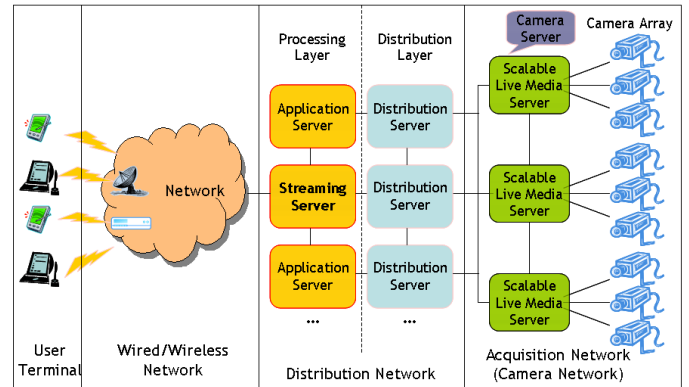 Processing
Layer
Distribution
Layer
Camera
Server
Camera Array
Application
Server
Distribution
Server
Scalable
Live Media
Server
Network
Streaming
Server
Distribution
Server
Scalable
Live Media
Server
Application
Server
Distribution
Server
Scalable
Live Media
Server
...
...
User
Terminal
Wired/Wireless
Network
Distribution Network
Acquisition Network
(Camera Network)